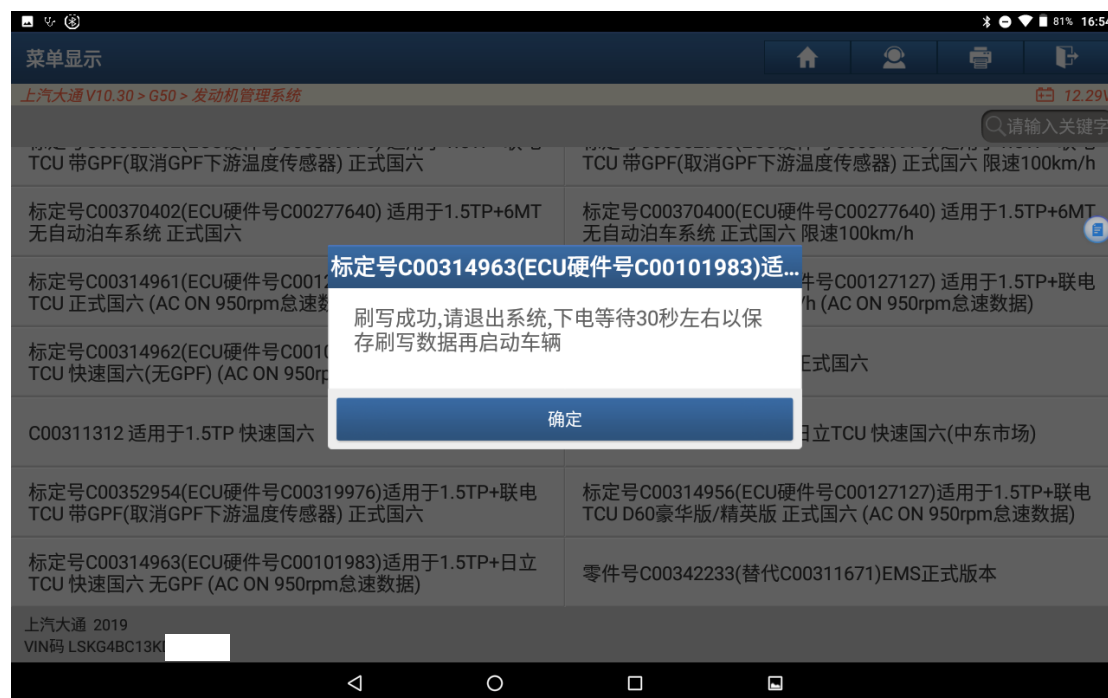 81% 16:54
菜单显示
上汽大通 V10.30 > G50 > 发动机管理系统
12.29V
请输入关键字
TCU 带GPF(取消GPF下游温度传感器) 正式国六
TCU 带GPF(取消GPF下游温度传感器) 正式国六 限速100km/h
标定号C00370402(ECU硬件号C00277640) 适用于1.5TP+6MT
无自动泊车系统 正式国六
标定号C00370400(ECU硬件号C00277640) 适用于1.5TP+6MT
无自动泊车系统 正式国六 限速100km/h
标定号C00314963(ECU硬件号C00101983)适...
标定号C00314961(ECU硬件号C0012
TCU 正式国六 (AC ON 950rpm怠速数
件号C00127127) 适用于1.5TP+联电
/h (AC ON 950rpm怠速数据)
刷写成功,请退出系统,下电等待30秒左右以保
存刷写数据再启动车辆
标定号C00314962(ECU硬件号C0010
TCU 快速国六(无GPF) (AC ON 950rp
正式国六
确定
C00311312 适用于1.5TP 快速国六
日立TCU 快速国六(中东市场)
标定号C00352954(ECU硬件号C00319976)适用于1.5TP+联电
TCU 带GPF(取消GPF下游温度传感器) 正式国六
标定号C00314956(ECU硬件号C00127127)适用于1.5TP+联电
TCU D60豪华版/精英版 正式国六 (AC ON 950rpm怠速数据)
标定号C00314963(ECU硬件号C00101983)适用于1.5TP+日立
TCU 快速国六 无GPF (AC ON 950rpm怠速数据)
零件号C00342233(替代C00311671)EMS正式版本
上汽大通 2019
VIN码 LSKG4BC13K